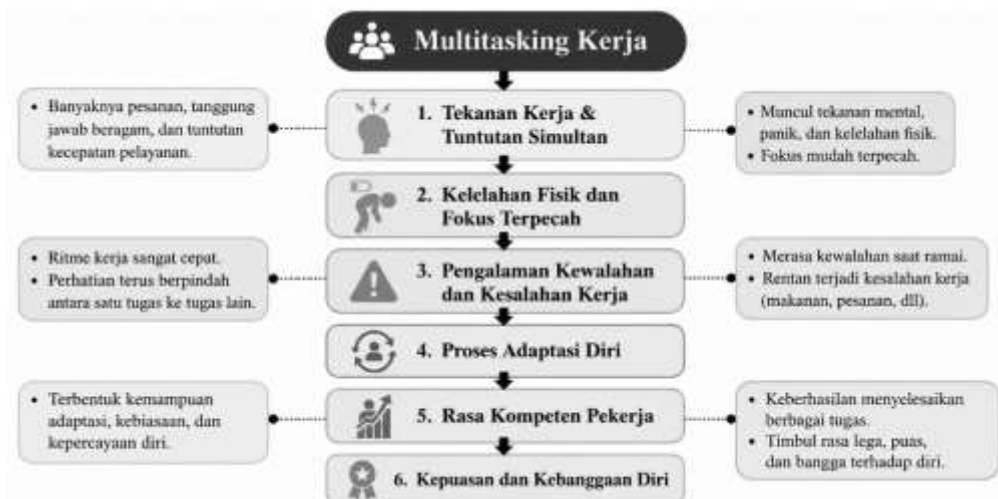 Multitasking Kerja
• Banyaknya pesanan, tanggung
jawab beragam, dan tuntutan
kecepatan pelayanan.
1. Tekanan Kerja &
Tuntutan Simultan
• Muncul tekanan mental,
panik, dan kelelahan fisik.
• Fokus mudah terpecah.
2. Kelelahan Fisik dan
Fokus Terpecah
• Ritme kerja sangat cepat.
• Perhatian terus berpindah
antara satu tugas ke tugas lain.
3. Pengalaman Kewalahan
dan Kesalahan Kerja
• Merasa kewalahan saat ramai.
• Rentan terjadi kesalahan kerja
(makanan, pesanan, dll).
4. Proses Adaptasi Diri
• Terbentuk kemampuan
adaptasi, kebiasaan, dan
kepercayaan diri.
5. Rasa Kompeten Pekerja
• Keberhasilan menyelesaikan
berbagai tugas.
• Timbul rasa lega, puas,
dan bangga terhadap diri.
6. Kepuasan dan Kebanggaan Diri